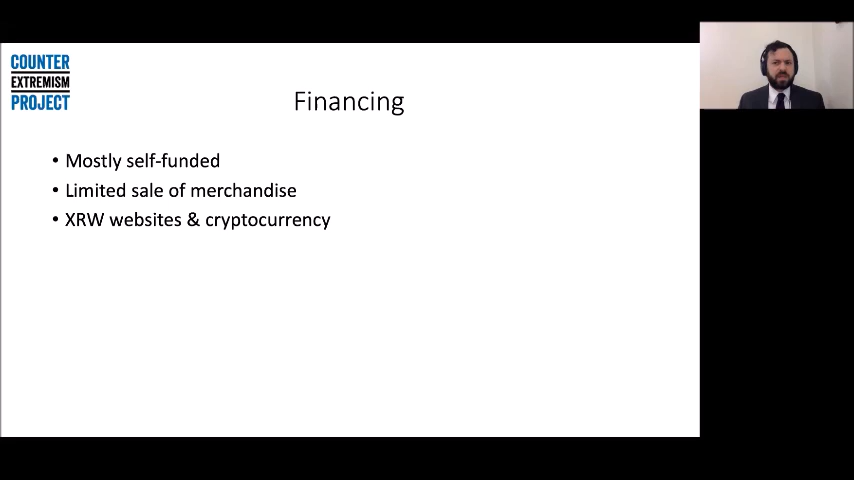 COUNTER
EXTREMISM
PROJECT
Financing
• Mostly self-funded
• Limited sale of merchandise
• XRW websites & cryptocurrency